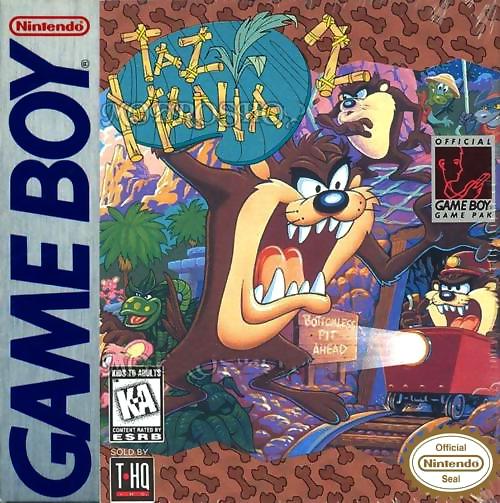 Nintendo
GAME BOY
TAZ
MANIA
2
OFFICIAL
GAME BOY
GAME PAK
BOTTOMLESS
PIT
AHEAD
KIDS TO ADULTS
KA
CONTENT RATED BY
ESRB
SOLD BY
T·HQ
INC.
Official
Nintendo
Seal